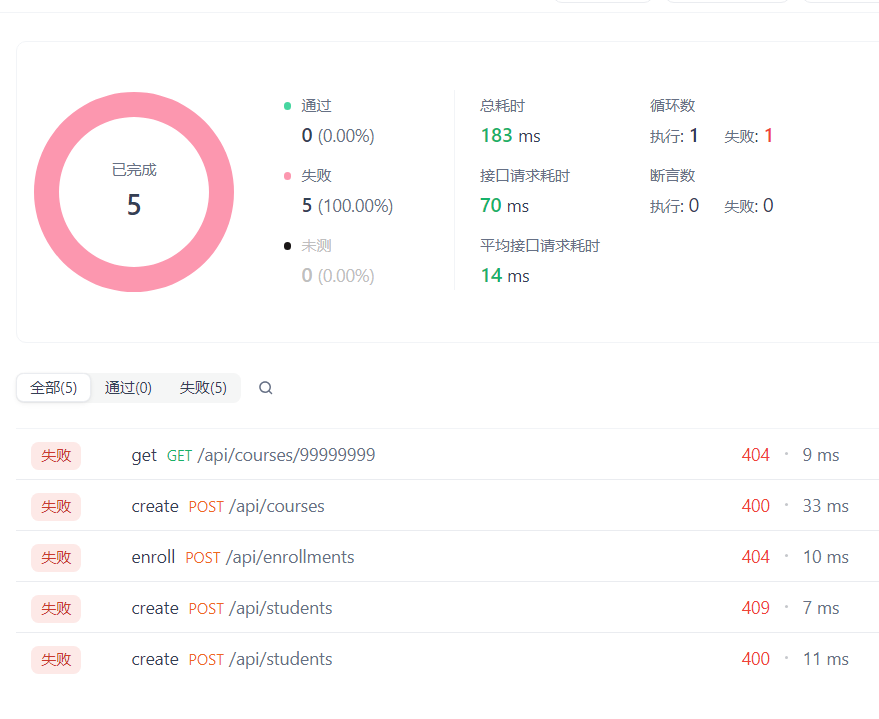 已完成
5
通过
0 (0.00%)
失败
5 (100.00%)
未测
0 (0.00%)
总耗时
183 ms
接口请求耗时
70 ms
平均接口请求耗时
14 ms
循环数
执行: 1 失败: 1
断言数
执行: 0 失败: 0
全部(5) 通过(0) 失败(5)
失败 get GET /api/courses/99999999 404 · 9 ms
失败 create POST /api/courses 400 · 33 ms
失败 enroll POST /api/enrollments 404 · 10 ms
失败 create POST /api/students 409 · 7 ms
失败 create POST /api/students 400 · 11 ms